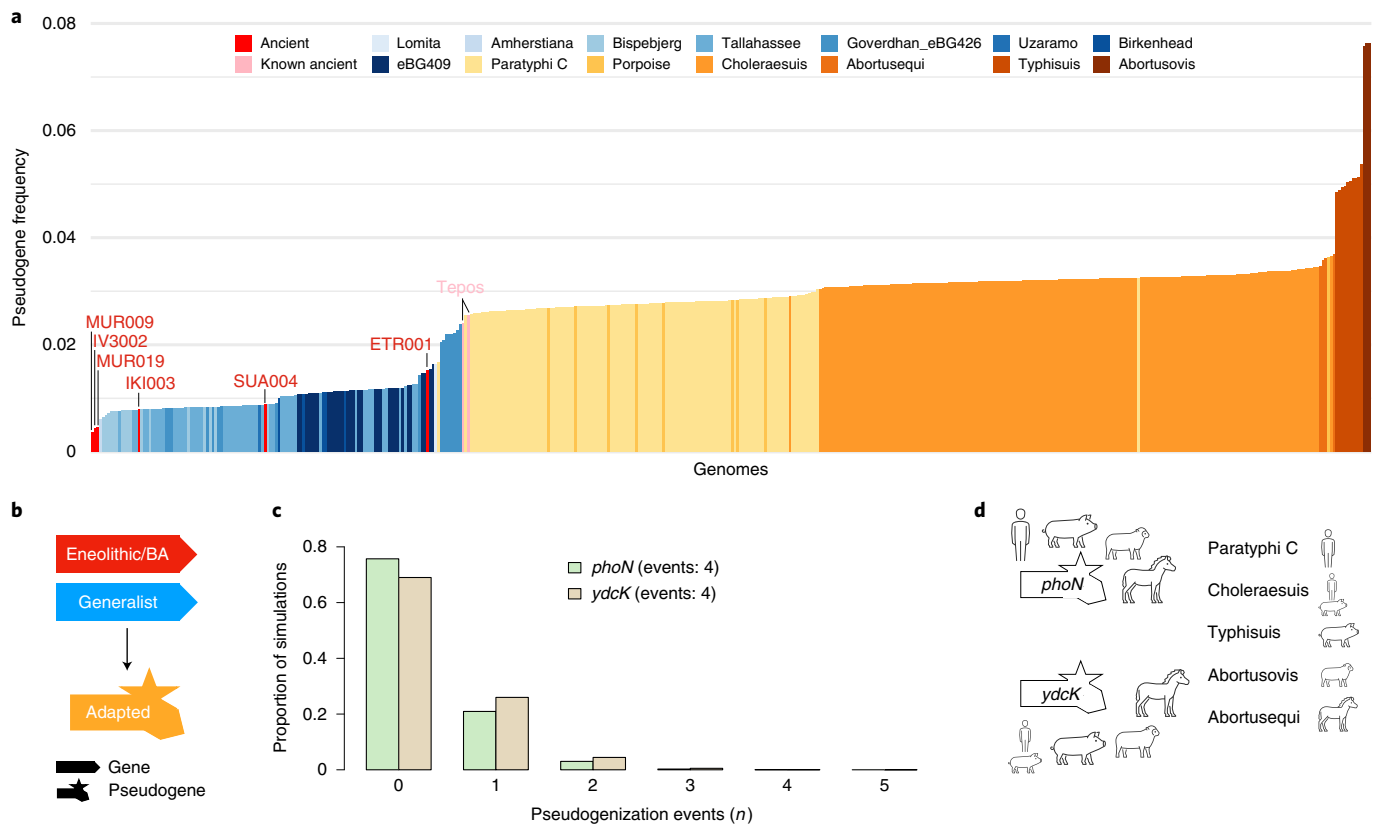 a
0.08
0.06
0.04
0.02
0
Pseudogene frequency
Ancient Lomita Amherstiana Bispebjerg Tallahassee Goverdhan_eBG426 Uzaramo Birkenhead
Known ancient eBG409 Paratyphi C Porpoise Choleraesuis Abortusequi Typhisuis Abortusovis
Tepos
MUR009
IV3002
MUR019
ETR001
IKI003
SUA004
Genomes
b
Eneolithic/BA
Generalist
Adapted
Gene
Pseudogene
c
0.8
0.6
0.4
0.2
0
Proportion of simulations
phoN (events: 4)
ydcK (events: 4)
0 1 2 3 4 5
Pseudogenization events (n)
d
phoN
ydcK
Paratyphi C
Choleraesuis
Typhisuis
Abortusovis
Abortusequi